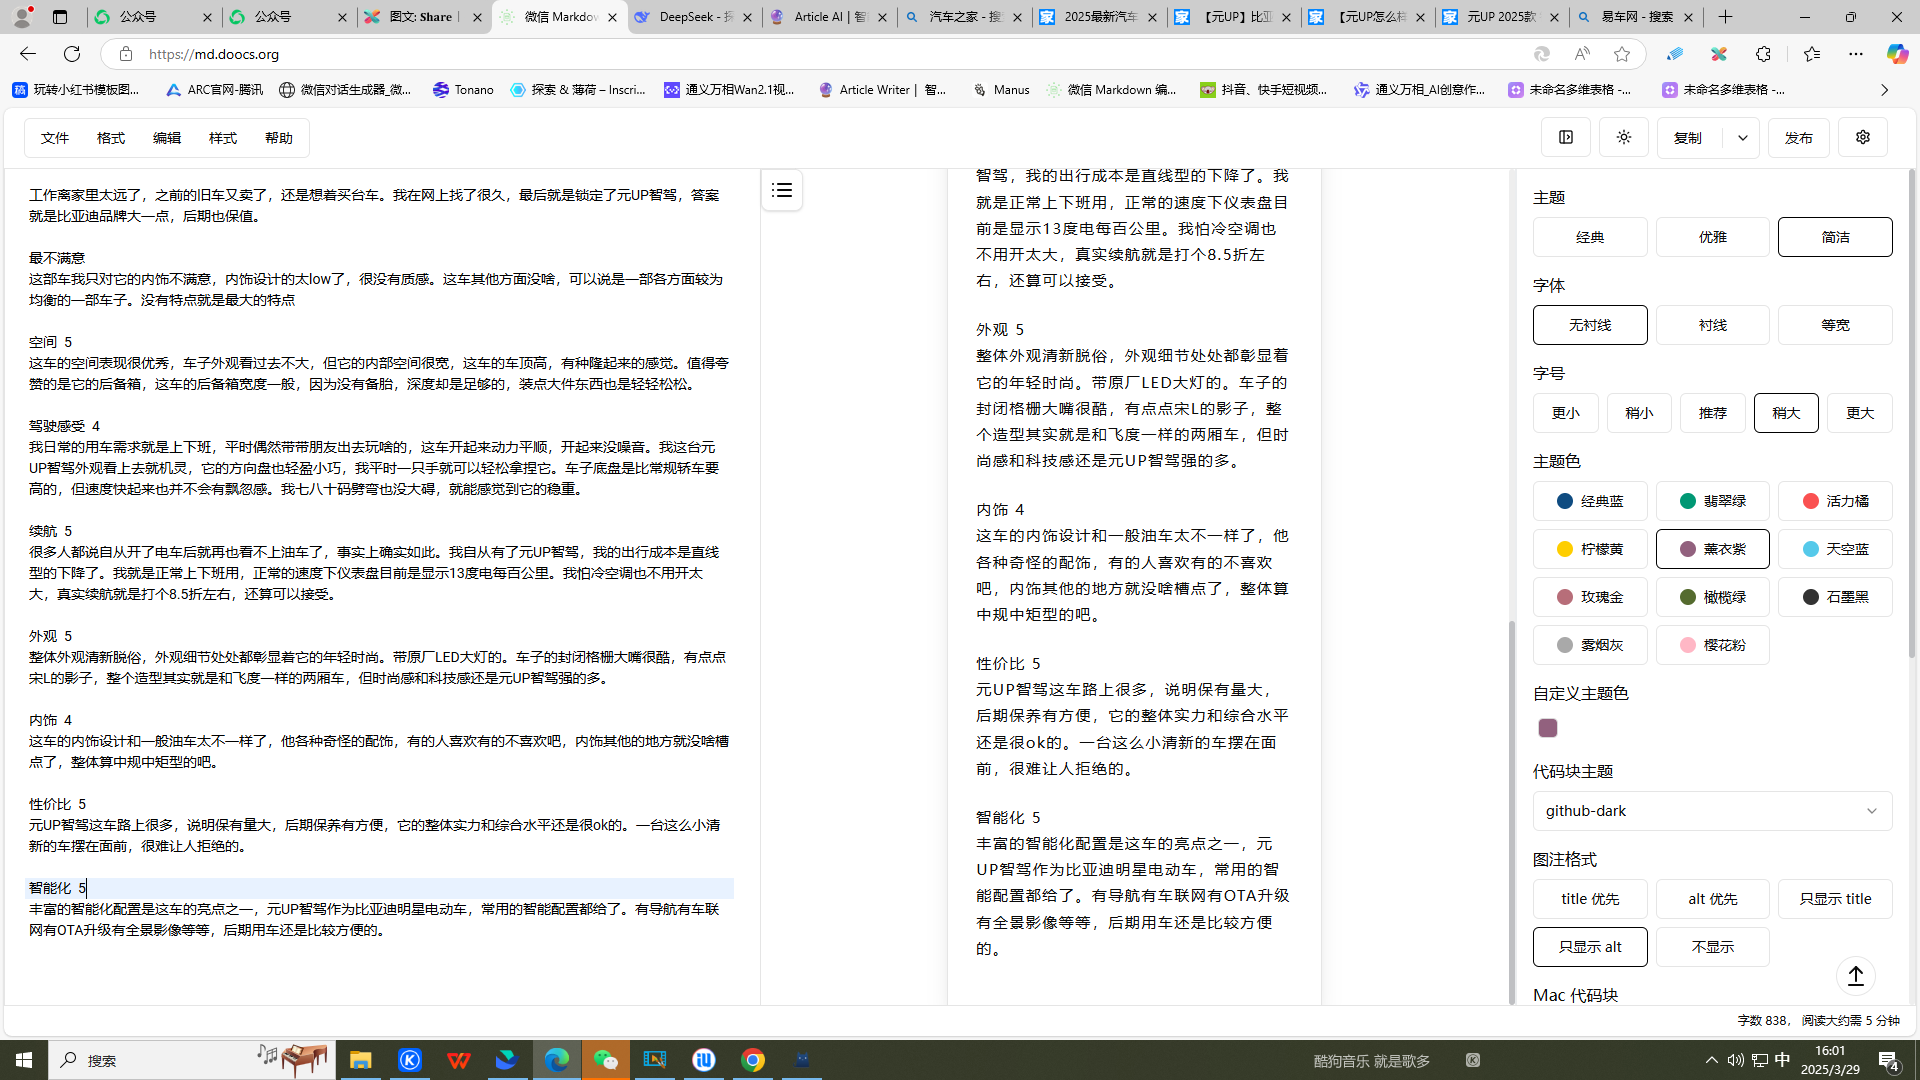 公众号
公众号
图文: Share
微信 Markdow
DeepSeek - 探
Article AI | 智
汽车之家 - 搜
2025最新汽车
【元UP】比亚
【元UP怎么样
元UP 2025款
易车网 - 搜索
https://md.doocs.org
玩转小红书模板图...
ARC官网-腾讯
微信对话生成器_微...
Tonano
探索 & 薄荷 – Inscri...
通义万相Wan2.1视...
Article Writer | 智...
Manus
微信 Markdown 编...
抖音、快手短视频...
通义万相_AI创意作...
未命名多维表格 -...
未命名多维表格 -...
文件 格式 编辑 样式 帮助
复制 发布
工作离家里太远了，之前的旧车又卖了，还是想着买台车。我在网上找了很久，最后就是锁定了元UP智驾，答案
就是比亚迪品牌大一点，后期也保值。
最不满意
这部车我只对它的内饰不满意，内饰设计的太low了，很没有质感。这车其他方面没啥，可以说是一部各方面较为
均衡的一部车子。没有特点就是最大的特点
空间 5
这车的空间表现很优秀，车子外观看过去不大，但它的内部空间很宽，这车的车顶高，有种隆起来的感觉。值得夸
赞的是它的后备箱，这车的后备箱宽度一般，因为没有备胎，深度却是足够的，装点大件东西也是轻轻松松。
驾驶感受 4
我日常的用车需求就是上下班，平时偶然带带朋友出去玩啥的，这车开起来动力平顺，开起来没噪音。我这台元
UP智驾外观看上去就机灵，它的方向盘也轻盈小巧，我平时一只手就可以轻松拿捏它。车子底盘是比常规轿车要
高的，但速度快起来也并不会有飘忽感。我七八十码劈弯也没大碍，就能感觉到它的稳重。
续航 5
很多人都说自从开了电车后就再也看不上油车了，事实上确实如此。我自从有了元UP智驾，我的出行成本是直线
型的下降了。我就是正常上下班用，正常的速度下仪表盘目前是显示13度电每百公里。我怕冷空调也不用开太
大，真实续航就是打个8.5折左右，还算可以接受。
外观 5
整体外观清新脱俗，外观细节处处都彰显着它的年轻时尚。带原厂LED大灯的。车子的封闭格栅大嘴很酷，有点点
宋L的影子，整个造型其实就是和飞度一样的两厢车，但时尚感和科技感还是元UP智驾强的多。
内饰 4
这车的内饰设计和一般油车太不一样了，他各种奇怪的配饰，有的人喜欢有的不喜欢吧，内饰其他的地方就没啥槽
点了，整体算中规中矩型的吧。
性价比 5
元UP智驾这车路上很多，说明保有量大，后期保养有方便，它的整体实力和综合水平还是很ok的。一台这么小清
新的车摆在面前，很难让人拒绝的。
智能化 5
丰富的智能化配置是这车的亮点之一，元UP智驾作为比亚迪明星电动车，常用的智能配置都给了。有导航有车联
网有OTA升级有全景影像等等，后期用车还是比较方便的。
智驾，我的出行成本是直线型的下降了。我
就是正常上下班用，正常的速度下仪表盘目
前是显示13度电每百公里。我怕冷空调也
不用开太大，真实续航就是打个8.5折左
右，还算可以接受。
外观 5
整体外观清新脱俗，外观细节处处都彰显着
它的年轻时尚。带原厂LED大灯的。车子的
封闭格栅大嘴很酷，有点点宋L的影子，整
个造型其实就是和飞度一样的两厢车，但时
尚感和科技感还是元UP智驾强的多。
内饰 4
这车的内饰设计和一般油车太不一样了，他
各种奇怪的配饰，有的人喜欢有的不喜欢
吧，内饰其他的地方就没啥槽点了，整体算
中规中矩型的吧。
性价比 5
元UP智驾这车路上很多，说明保有量大，
后期保养有方便，它的整体实力和综合水平
还是很ok的。一台这么小清新的车摆在面
前，很难让人拒绝的。
智能化 5
丰富的智能化配置是这车的亮点之一，元
UP智驾作为比亚迪明星电动车，常用的智
能配置都给了。有导航有车联网有OTA升级
有全景影像等等，后期用车还是比较方便
的。
主题
经典 优雅 简洁
字体
无衬线 衬线 等宽
字号
更小 稍小 推荐 稍大 更大
主题色
经典蓝 翡翠绿 活力橘
柠檬黄 薰衣紫 天空蓝
玫瑰金 橄榄绿 石墨黑
雾烟灰 樱花粉
自定义主题色
代码块主题
github-dark
图注格式
title 优先 alt 优先 只显示 title
只显示 alt 不显示
Mac 代码块
字数 838， 阅读大约需 5 分钟
搜索
酷狗音乐 就是歌多
中
16:01
2025/3/29
4